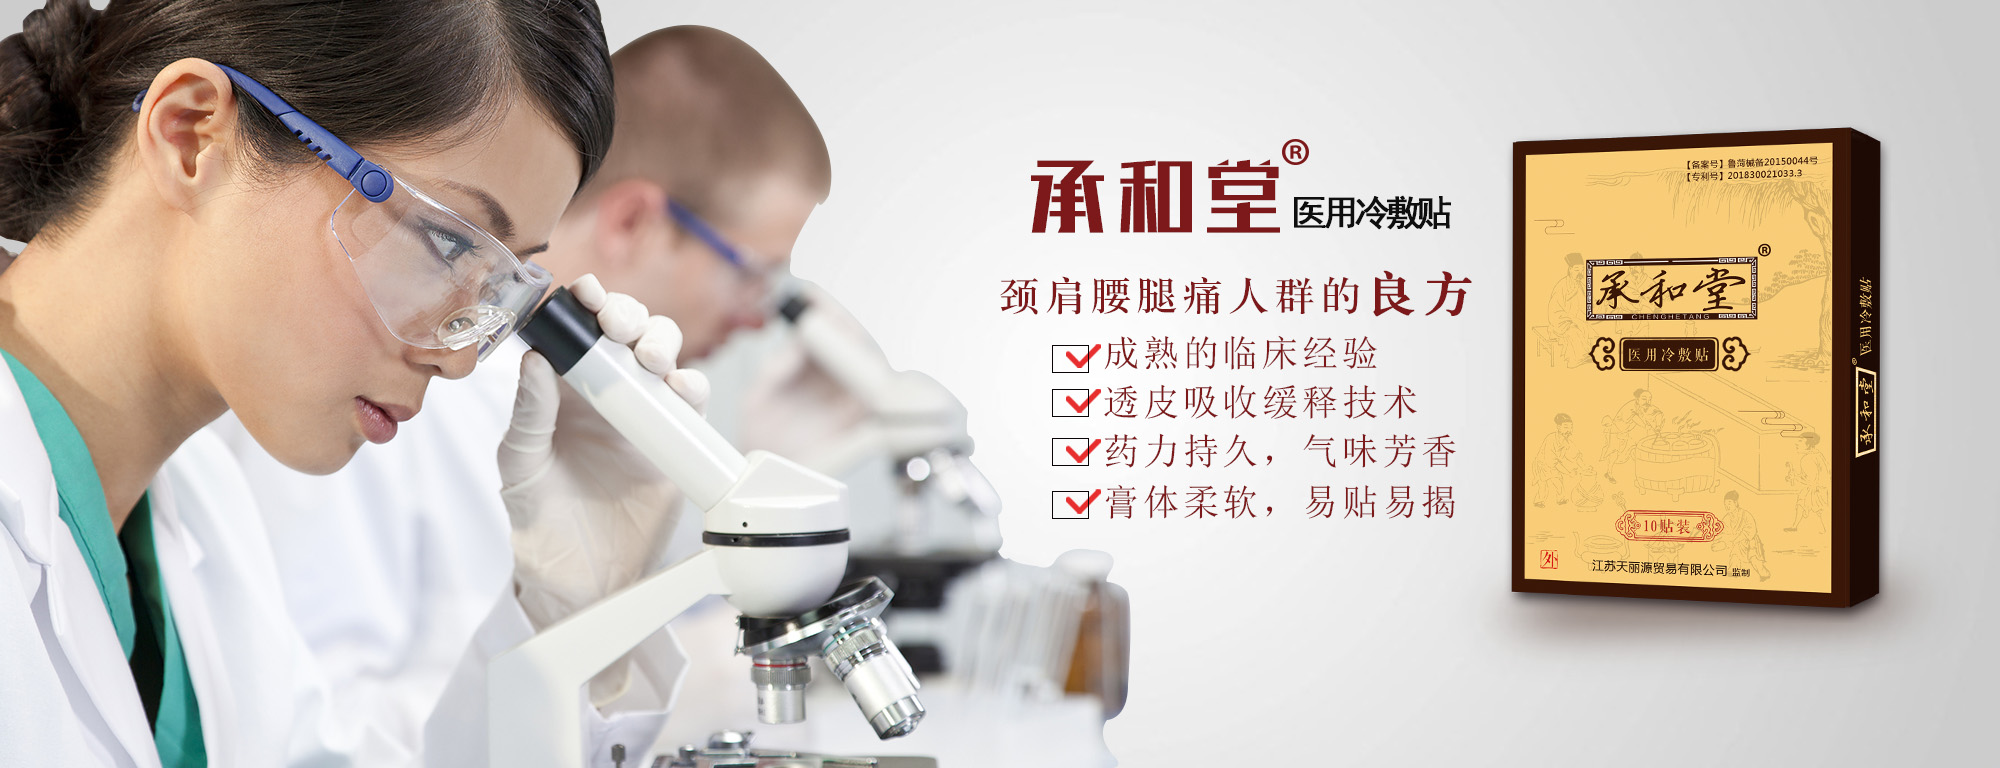 承和堂®医用冷敷贴
颈肩腰腿痛人群的良方
成熟的临床经验
透皮吸收缓释技术
药力持久，气味芳香
膏体柔软，易贴易揭
【备案号】鲁菏械备20150044号
【专利号】201830021033.3
承和堂®
CHENGHETANG
医用冷敷贴
10贴装
外
江苏天丽源贸易有限公司 监制
承和堂®医用冷敷贴